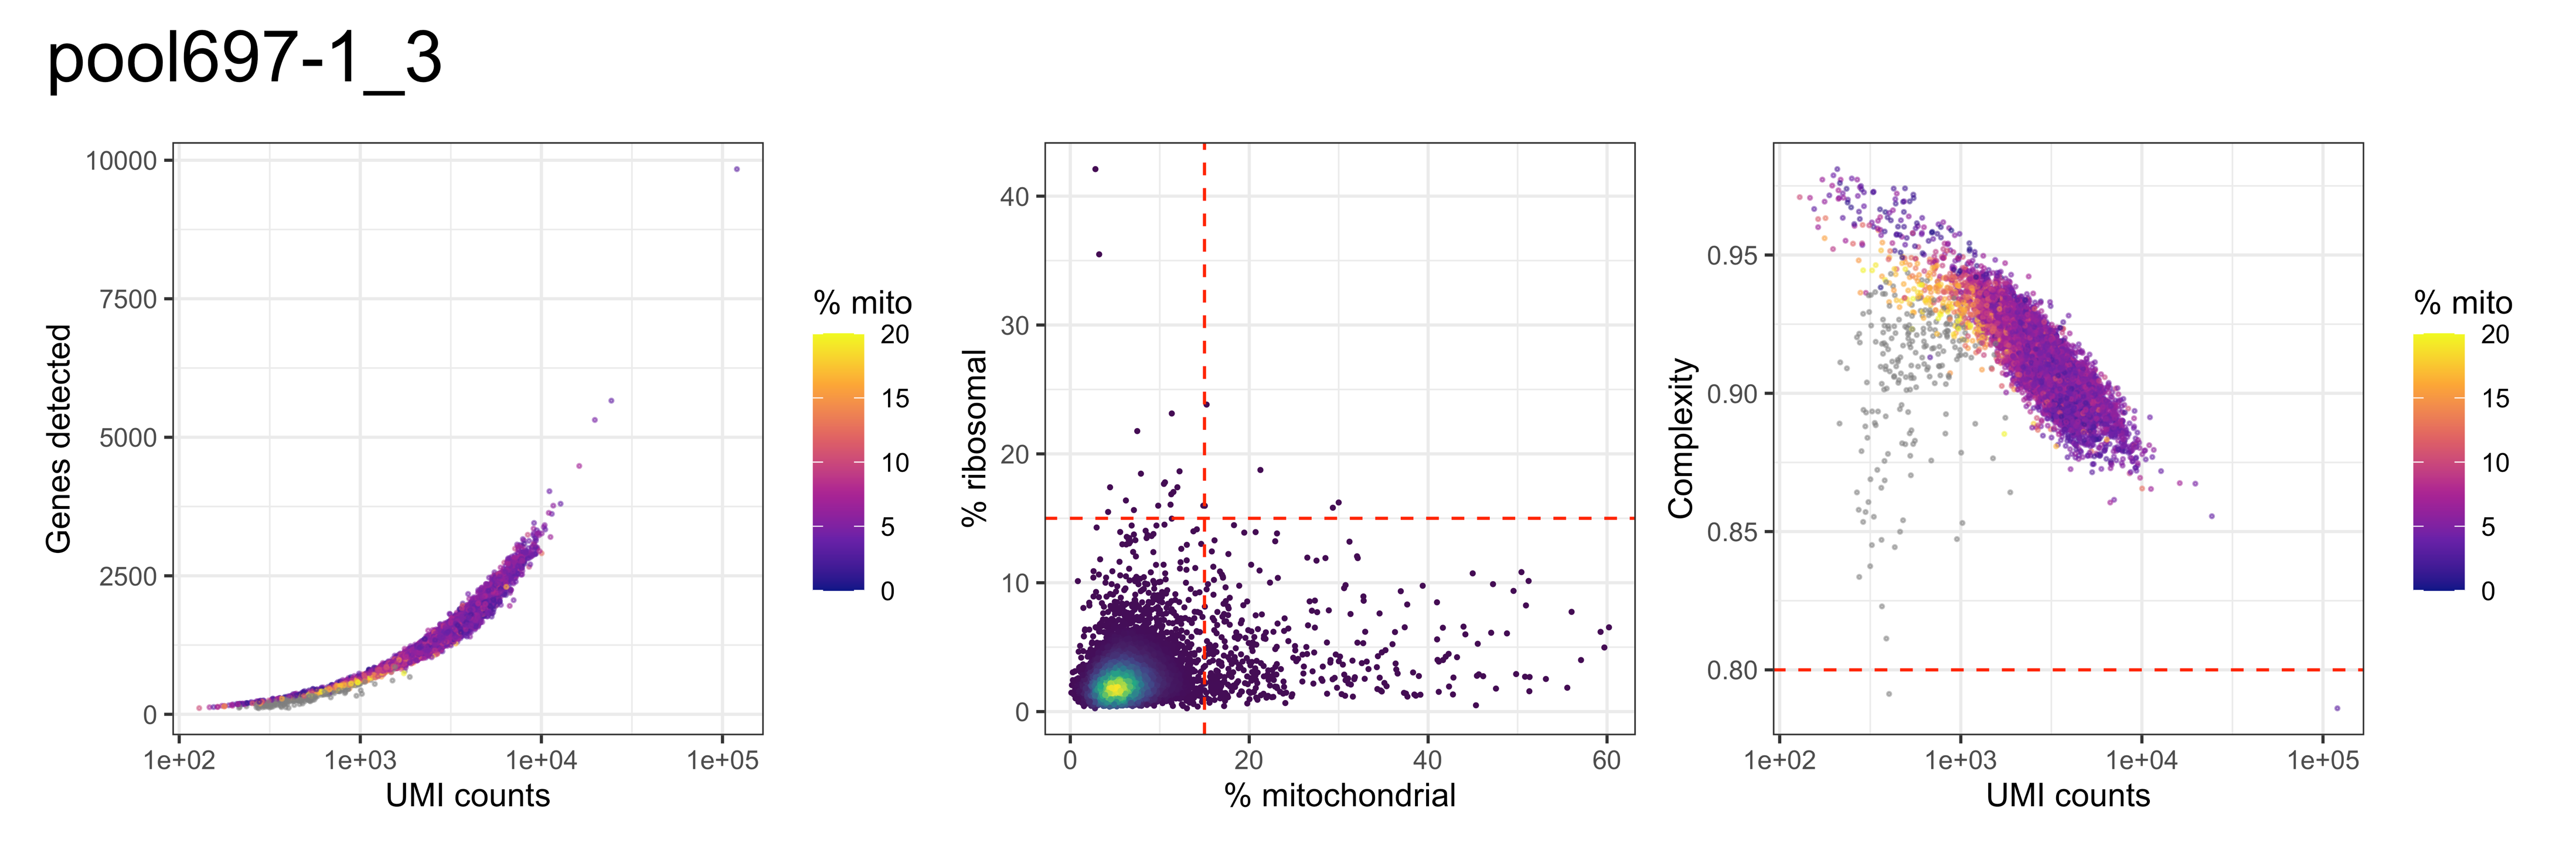 pool697-1_3
Genes detected
10000
7500
5000
2500
0
1e+02 1e+03 1e+04 1e+05
UMI counts
% mito
20
15
10
5
0
% ribosomal
40
30
20
10
0
0 20 40 60
% mitochondrial
Complexity
0.95
0.90
0.85
0.80
1e+02 1e+03 1e+04 1e+05
UMI counts
% mito
20
15
10
5
0